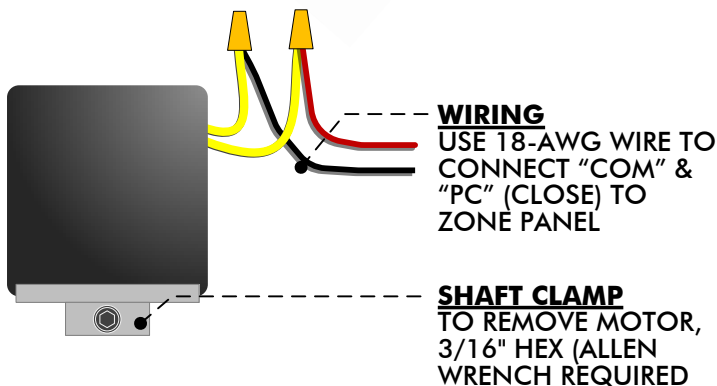 WIRING
USE 18-AWG WIRE TO
CONNECT “COM” &
“PC” (CLOSE) TO
ZONE PANEL
SHAFT CLAMP
TO REMOVE MOTOR,
3/16" HEX (ALLEN
WRENCH REQUIRED